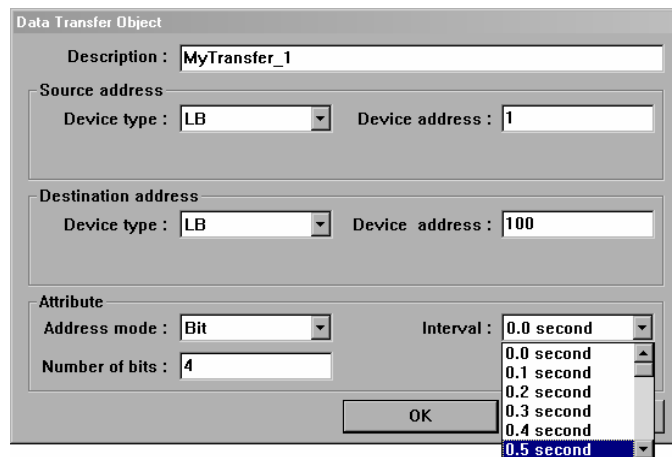 Data Transfer Object
Description : MyTransfer_1
Source address
Device type : LB Device address : 1
Destination address
Device type : LB Device address : 100
Attribute
Address mode : Bit Interval : 0.0 second
Number of bits : 4
0.0 second
0.1 second
0.2 second
0.3 second
0.4 second
0.5 second
OK